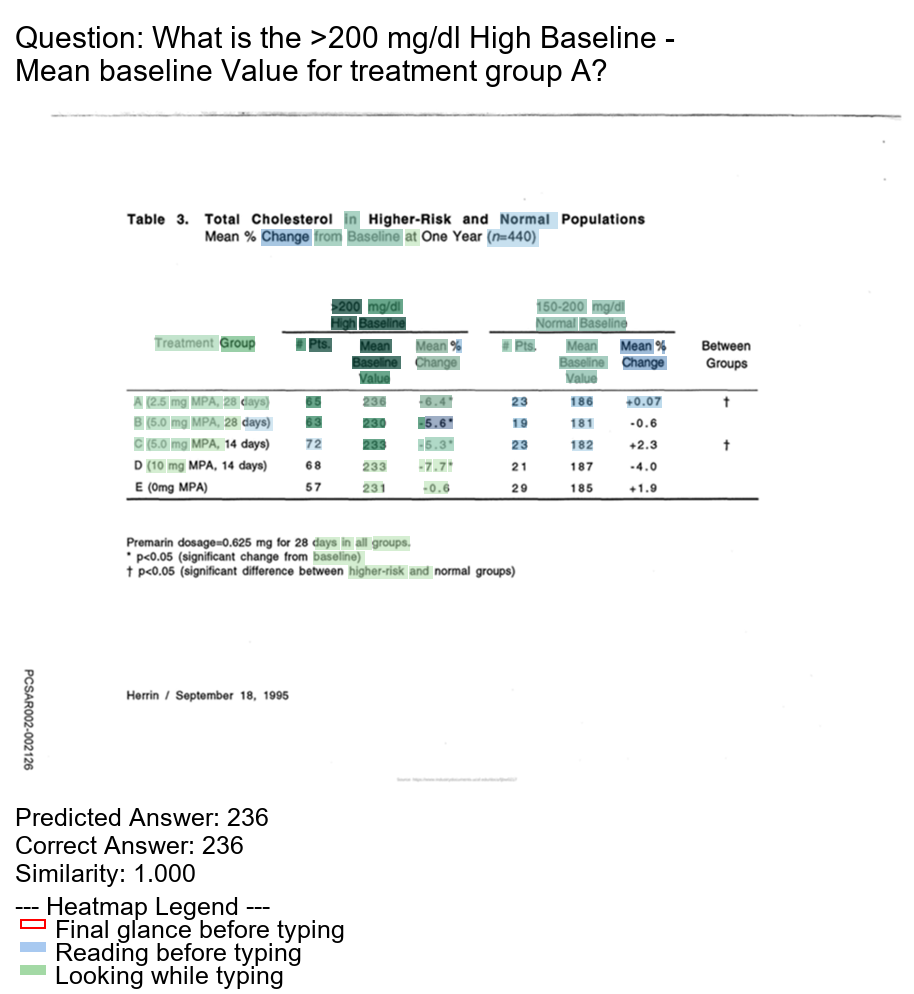 Question: What is the >200 mg/dl High Baseline -
Mean baseline Value for treatment group A?
Table 3. Total Cholesterol in Higher-Risk and Normal Populations
Mean % Change from Baseline at One Year (n=440)
>200 mg/dl 150-200 mg/dl
High Baseline Normal Baseline
Treatment Group # Pts. Mean Mean % # Pts. Mean Mean % Between
Baseline Change Baseline Change Groups
Value Value
A (2.5 mg MPA, 28 days) 65 236 -6.4* 23 186 +0.07 †
B (5.0 mg MPA, 28 days) 63 230 -5.6* 19 181 -0.6
C (5.0 mg MPA, 14 days) 72 233 -5.3* 23 182 +2.3 †
D (10 mg MPA, 14 days) 68 233 -7.7* 21 187 -4.0
E (0mg MPA) 57 231 -0.6 29 185 +1.9
Premarin dosage=0.625 mg for 28 days in all groups.
* p<0.05 (significant change from baseline)
† p<0.05 (significant difference between higher-risk and normal groups)
Herrin / September 18, 1995
PCSAR002-002126
Predicted Answer: 236
Correct Answer: 236
Similarity: 1.000
--- Heatmap Legend ---
Final glance before typing
Reading before typing
Looking while typing